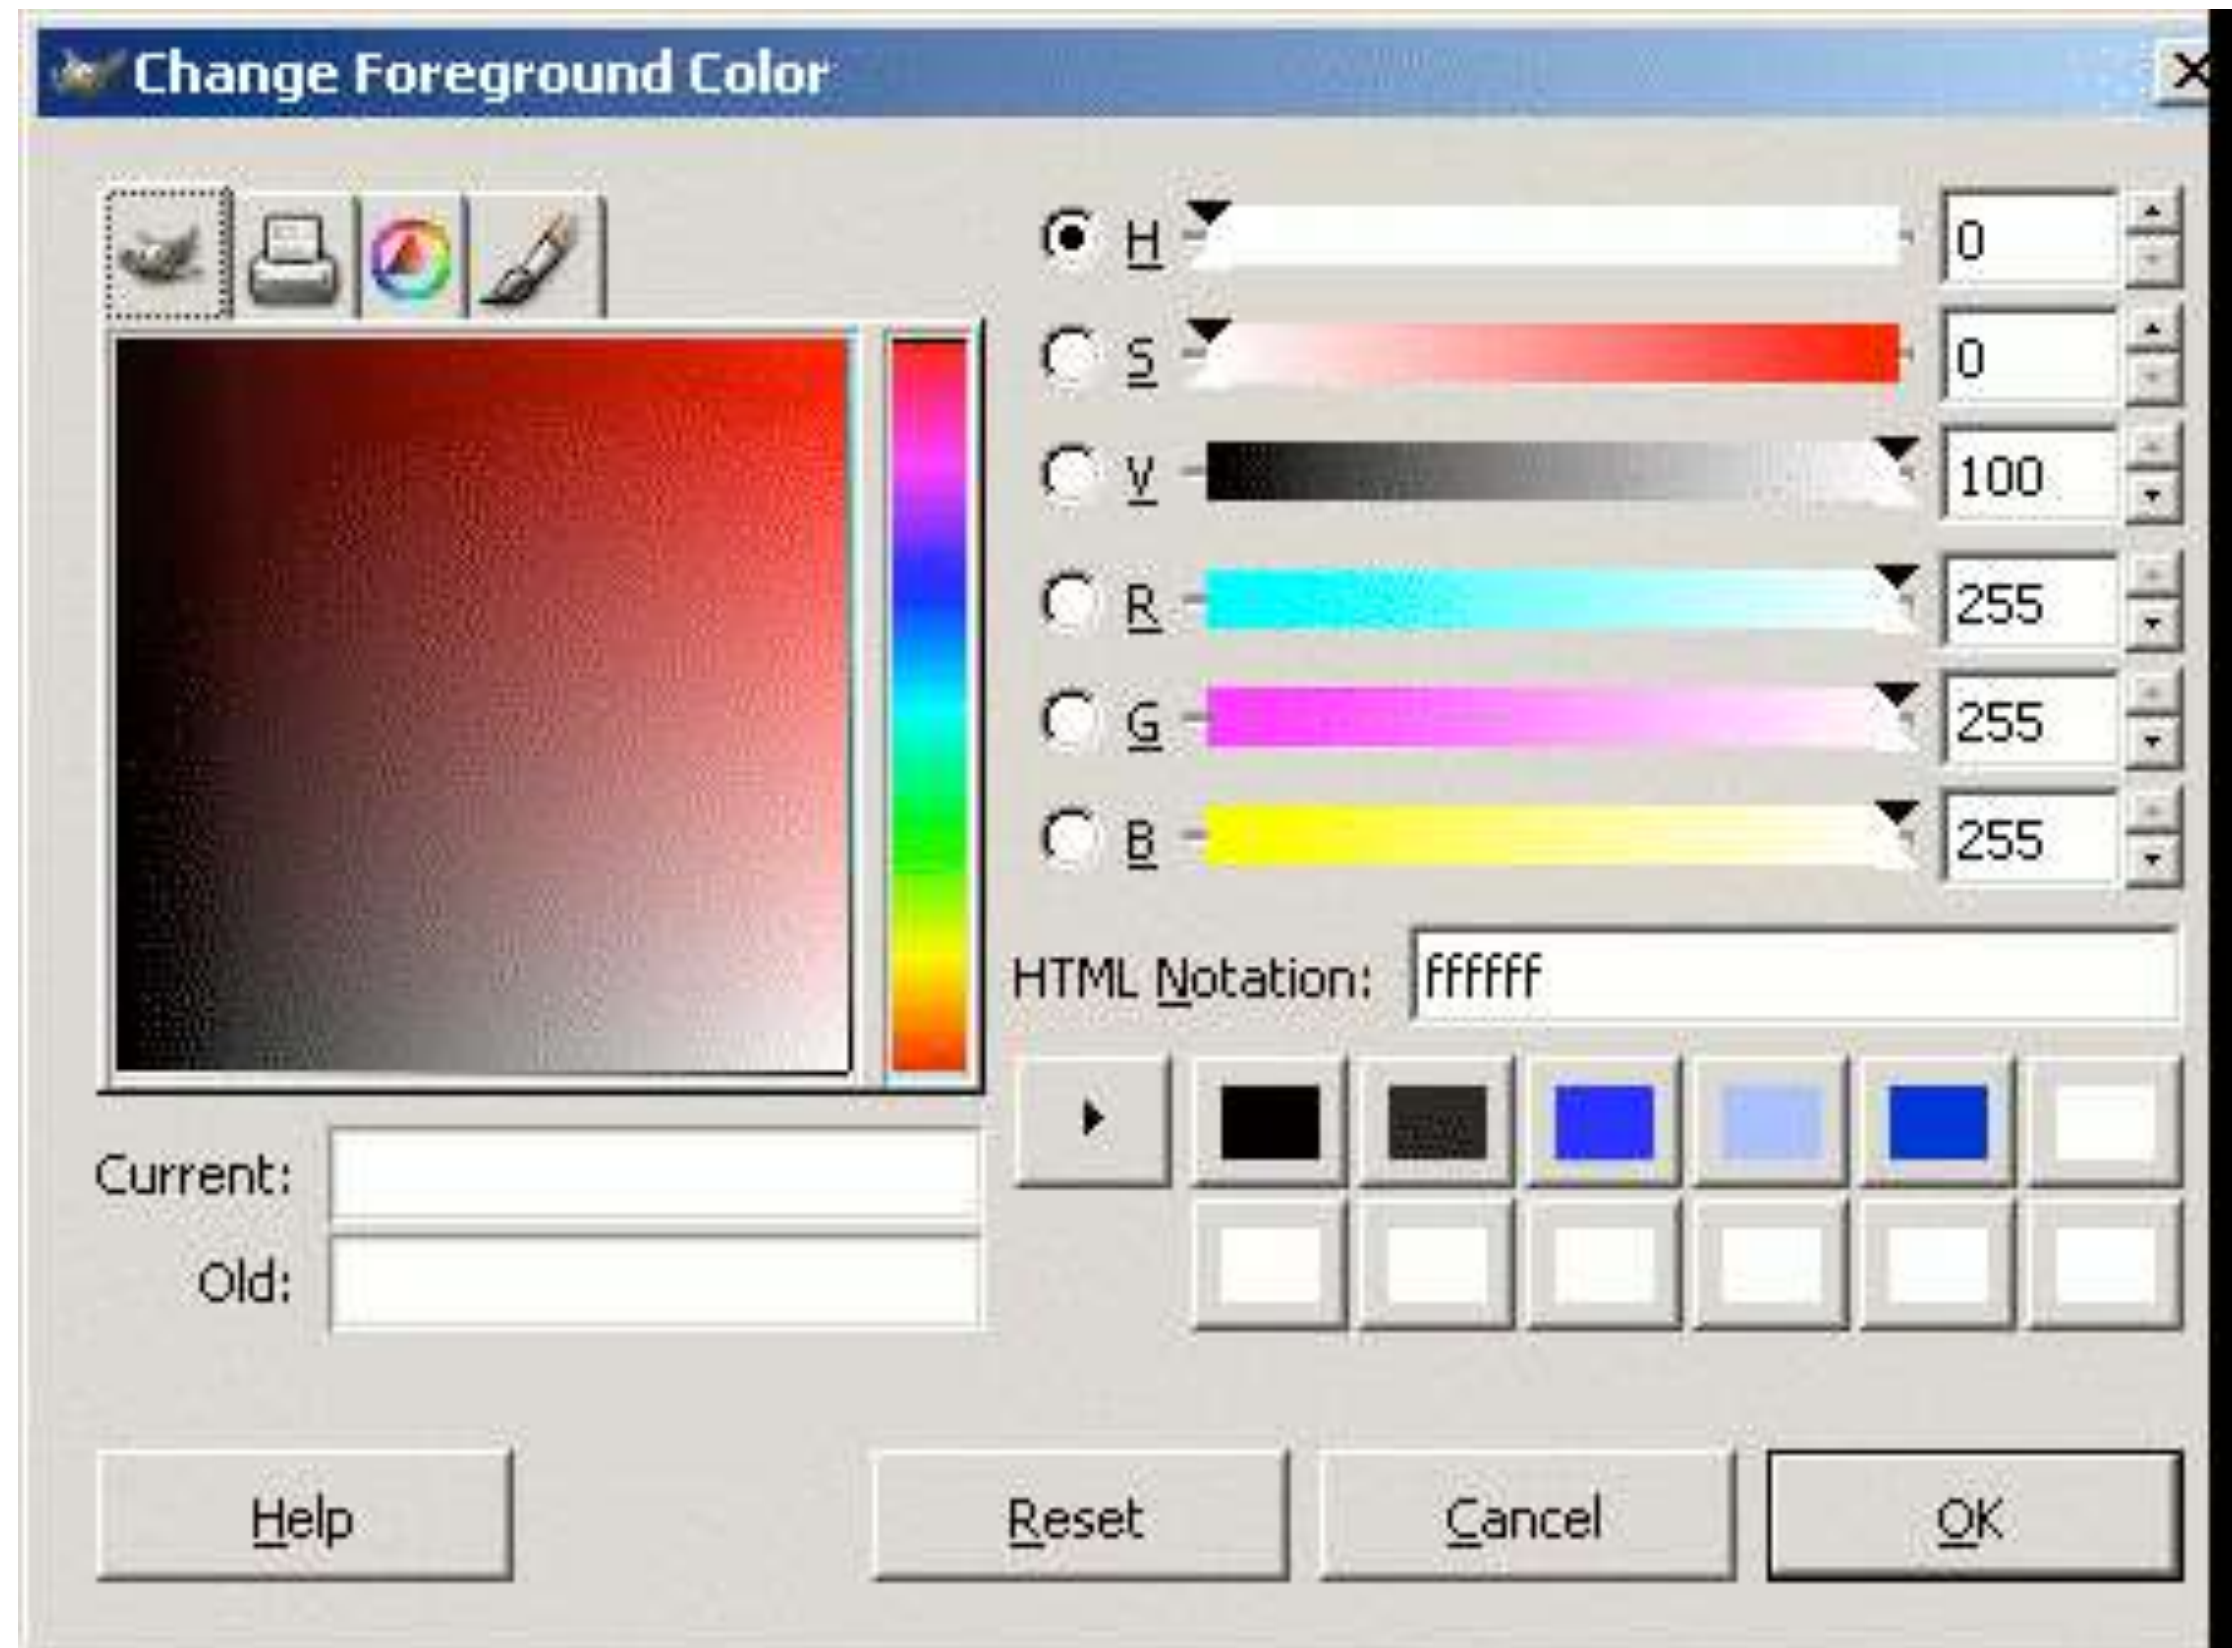 Change Foreground Color
H 0
S 0
V 100
R 255
G 255
B 255
HTML Notation: ffffff
Current:
Old:
Help Reset Cancel OK